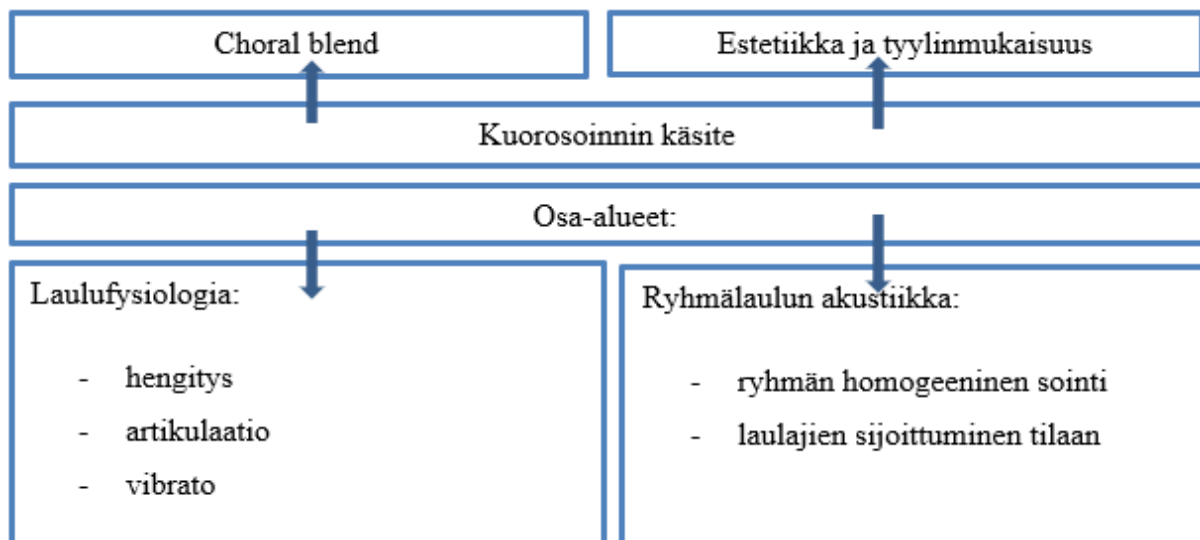 Choral blend
Estetiikka ja tyylinmukaisuus
Kuorosoinnin käsite
Osa-alueet:
Laulufysiologia:
- hengitys
- artikulaatio
- vibrato
Ryhmälaulun akustiikka:
- ryhmän homogeeninen sointi
- laulajien sijoittuminen tilaan